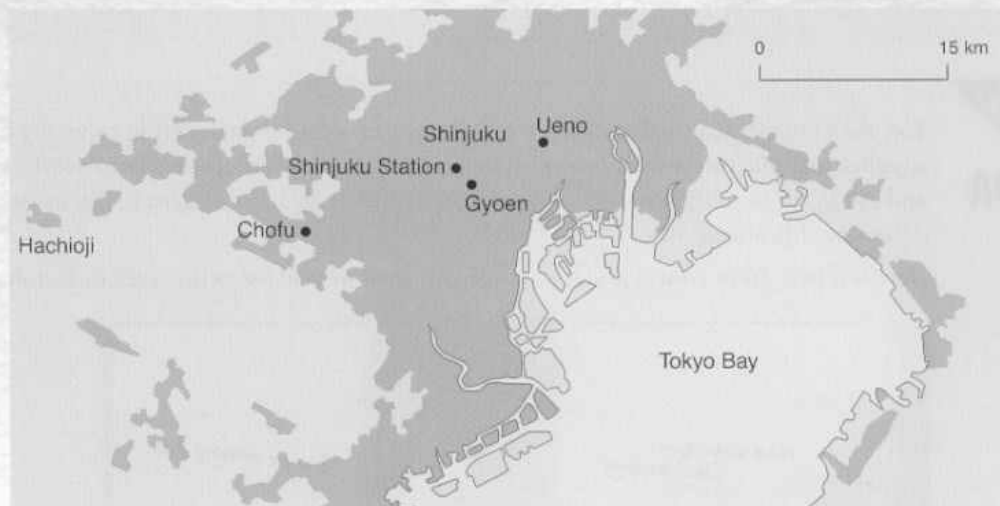 0 15 km
Ueno
Shinjuku
Shinjuku Station
Gyoen
Chofu
Hachioji
Tokyo Bay